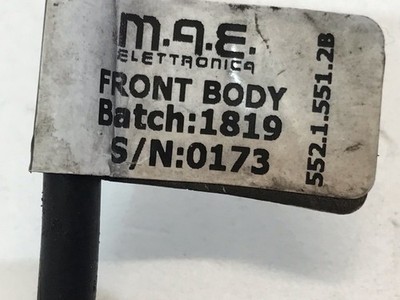 m.a.e.
ELETTRONICA
FRONT BODY
Batch:1819
S/N:0173
552.1.551.2B